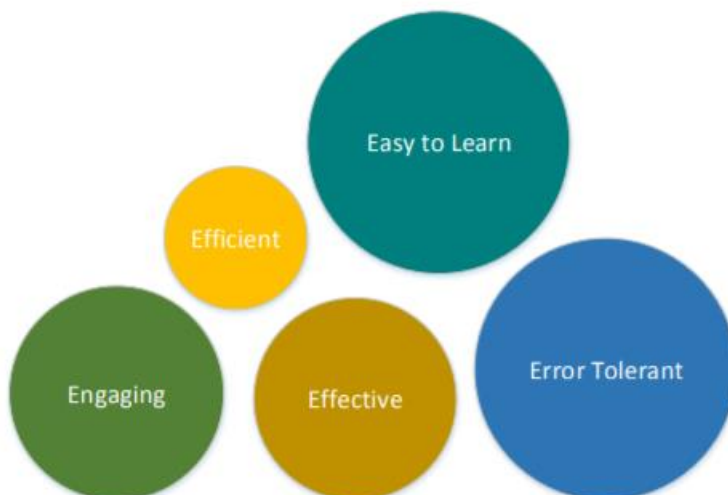 Easy to Learn
Efficient
Engaging
Effective
Error Tolerant